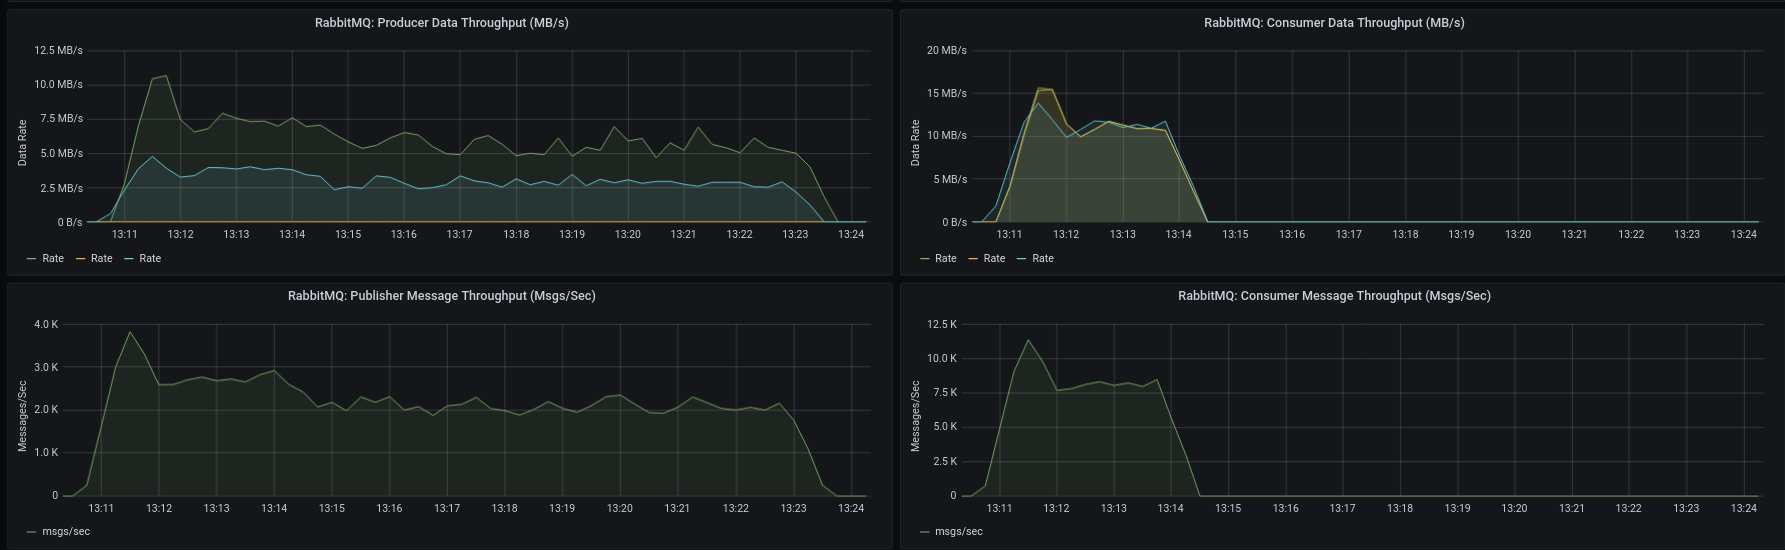 RabbitMQ: Producer Data Throughput (MB/s)
12.5 MB/s
10.0 MB/s
7.5 MB/s
5.0 MB/s
2.5 MB/s
0 B/s
Data Rate
13:11 13:12 13:13 13:14 13:15 13:16 13:17 13:18 13:19 13:20 13:21 13:22 13:23 13:24
Rate Rate Rate
RabbitMQ: Consumer Data Throughput (MB/s)
20 MB/s
15 MB/s
10 MB/s
5 MB/s
0 B/s
Data Rate
13:11 13:12 13:13 13:14 13:15 13:16 13:17 13:18 13:19 13:20 13:21 13:22 13:23 13:24
Rate Rate Rate
RabbitMQ: Publisher Message Throughput (Msgs/Sec)
4.0 K
3.0 K
2.0 K
1.0 K
0
Messages/Sec
13:11 13:12 13:13 13:14 13:15 13:16 13:17 13:18 13:19 13:20 13:21 13:22 13:23 13:24
msgs/sec
RabbitMQ: Consumer Message Throughput (Msgs/Sec)
12.5 K
10.0 K
7.5 K
5.0 K
2.5 K
0
Messages/Sec
13:11 13:12 13:13 13:14 13:15 13:16 13:17 13:18 13:19 13:20 13:21 13:22 13:23 13:24
msgs/sec